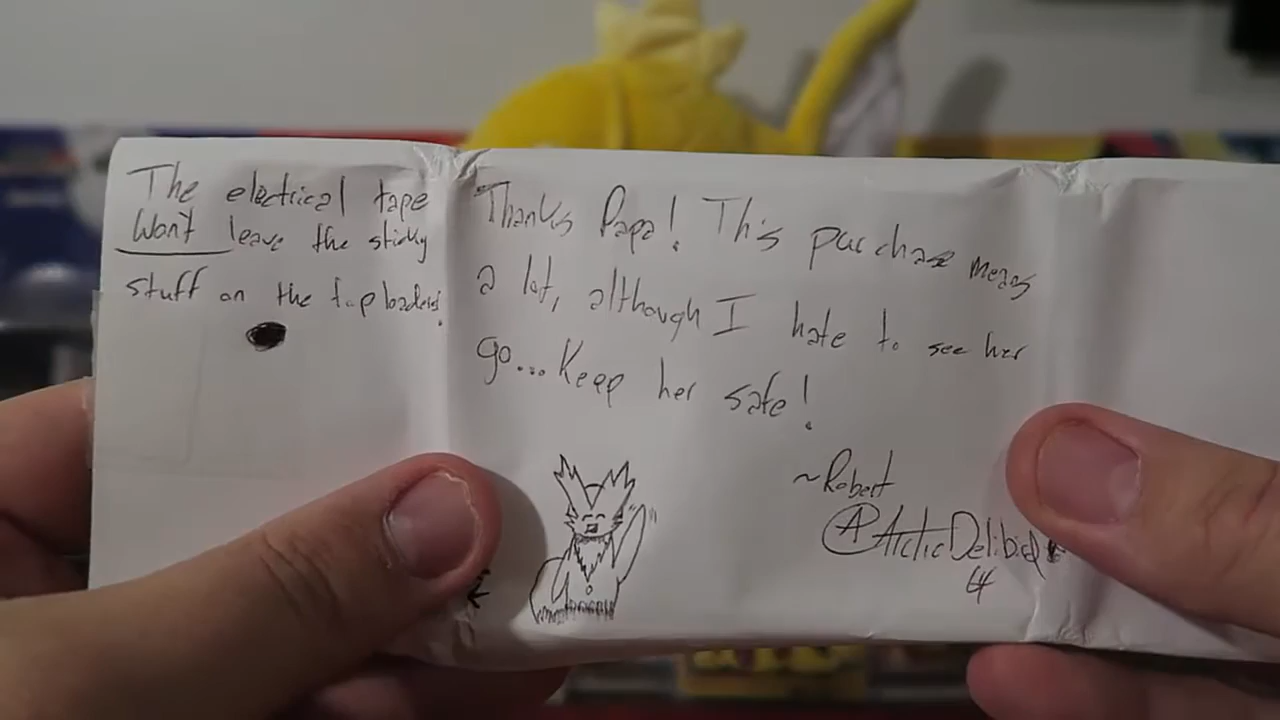 The electrical tape
Won't leave the sticky
stuff on the toploaders!
Thanks Papa! This purchase means
a lot, although I hate to see her
go... Keep her safe!
~Robert
@ArcticDelibird